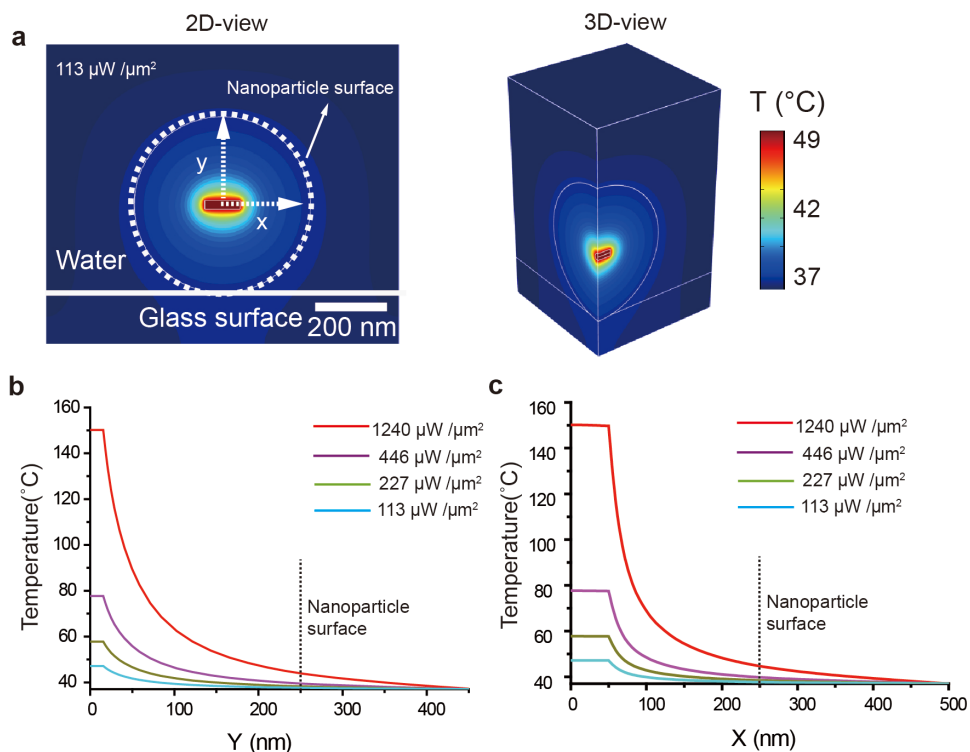 2D-view
3D-view
a
113 µW /µm²
Nanoparticle surface
y
x
Water
Glass surface
200 nm
T (°C)
49
42
37
b
160
140
120
100
80
60
40
Temperature(˚C)
1240 µW /µm²
446 µW /µm²
227 µW /µm²
113 µW /µm²
Nanoparticle
surface
0
100
200
300
400
Y (nm)
c
160
140
120
100
80
60
40
Temperature(˚C)
1240 µW /µm²
446 µW /µm²
227 µW /µm²
113 µW /µm²
Nanoparticle
surface
0
100
200
300
400
500
X (nm)